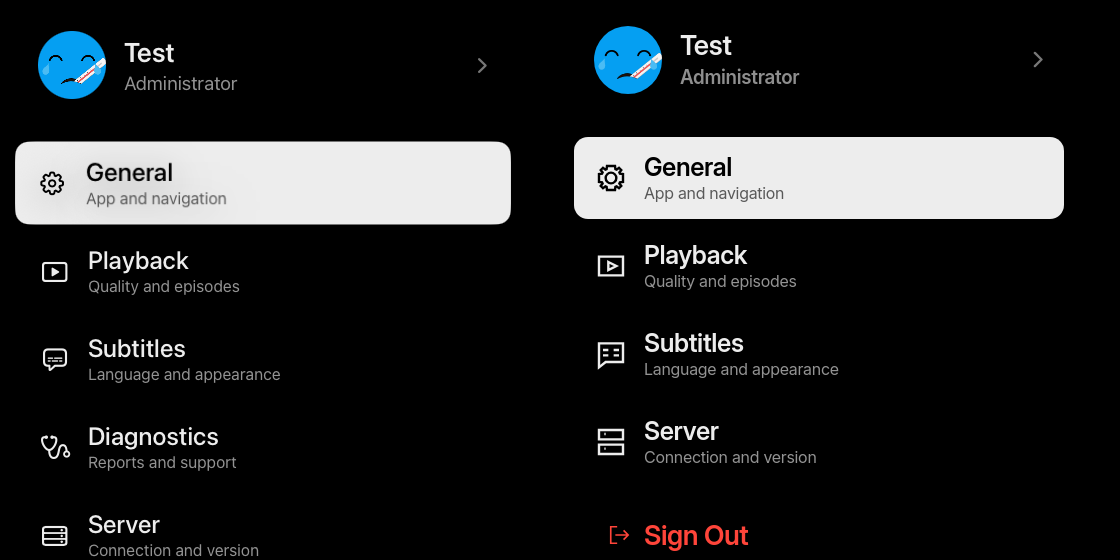 Test
Administrator
General
App and navigation
Playback
Quality and episodes
Subtitles
Language and appearance
Diagnostics
Reports and support
Server
Connection and version
Test
Administrator
General
App and navigation
Playback
Quality and episodes
Subtitles
Language and appearance
Server
Connection and version
Sign Out